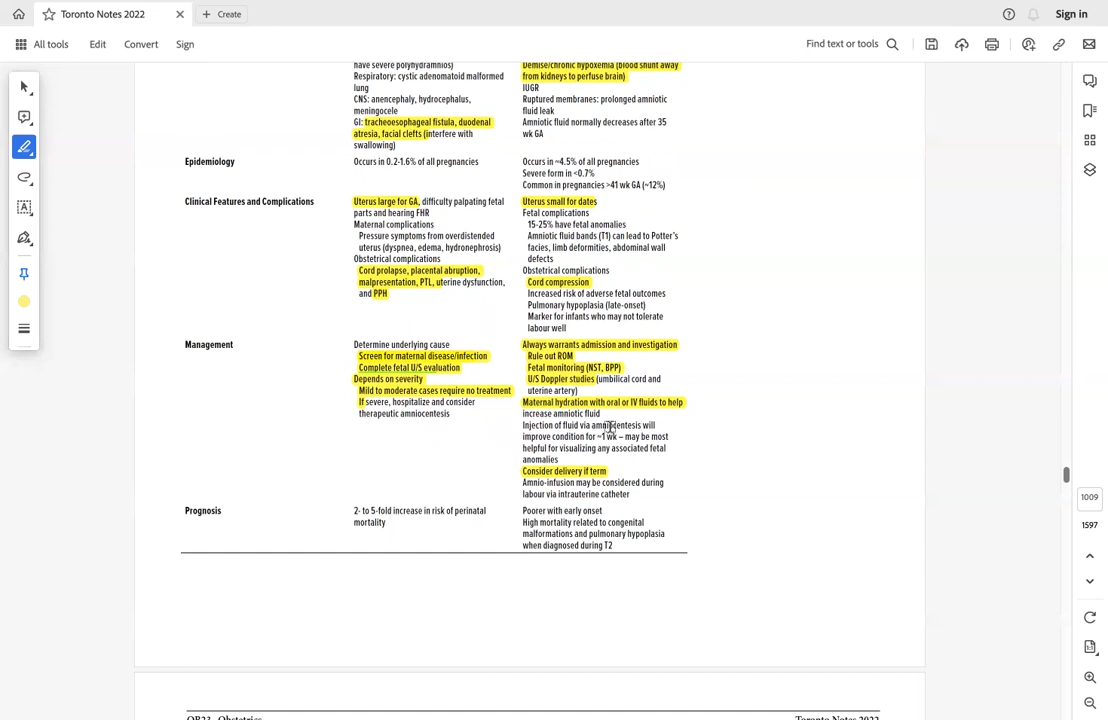 Toronto Notes 2022
Create
Sign in
All tools
Edit
Convert
Sign
Find text or tools
have severe polyhydramnios)
Respiratory: cystic adenomatoid malformed
lung
CNS: anencephaly, hydrocephalus,
meningocele
GI: tracheoesophageal fistula, duodenal
atresia, facial clefts (interfere with
swallowing)
Demise/chronic hypoxemia (blood shunt away
from kidneys to perfuse brain)
IUGR
Ruptured membranes: prolonged amniotic
fluid leak
Amniotic fluid normally decreases after 35
wk GA
Epidemiology
Occurs in 0.2-1.6% of all pregnancies
Occurs in ~4.5% of all pregnancies
Severe form in <0.7%
Common in pregnancies >41 wk GA (~12%)
Clinical Features and Complications
Uterus large for GA, difficulty palpating fetal
parts and hearing FHR
Maternal complications
Pressure symptoms from overdistended
uterus (dyspnea, edema, hydronephrosis)
Obstetrical complications
Cord prolapse, placental abruption,
malpresentation, PTL, uterine dysfunction,
and PPH
Uterus small for dates
Fetal complications
15-25% have fetal anomalies
Amniotic fluid bands (T1) can lead to Potter's
facies, limb deformities, abdominal wall
defects
Obstetrical complications
Cord compression
Increased risk of adverse fetal outcomes
Pulmonary hypoplasia (late-onset)
Marker for infants who may not tolerate
labour well
Management
Determine underlying cause
Screen for maternal disease/infection
Complete fetal U/S evaluation
Depends on severity
Mild to moderate cases require no treatment
If severe, hospitalize and consider
therapeutic amniocentesis
Always warrants admission and investigation
Rule out ROM
Fetal monitoring (NST, BPP)
U/S Doppler studies (umbilical cord and
uterine artery)
Maternal hydration with oral or IV fluids to help
increase amniotic fluid
Injection of fluid via amniocentesis will
improve condition for ~1 wk – may be most
helpful for visualizing any associated fetal
anomalies
Consider delivery if term
Amnio-infusion may be considered during
labour via intrauterine catheter
Prognosis
2- to 5-fold increase in risk of perinatal
mortality
Poorer with early onset
High mortality related to congenital
malformations and pulmonary hypoplasia
when diagnosed during T2
1009
1597
OB23 Obstetrics
Toronto Notes 2022